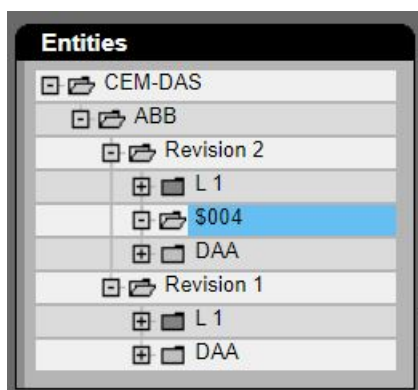 Entities
CEM-DAS
ABB
Revision 2
L 1
$004
DAA
Revision 1
L 1
DAA